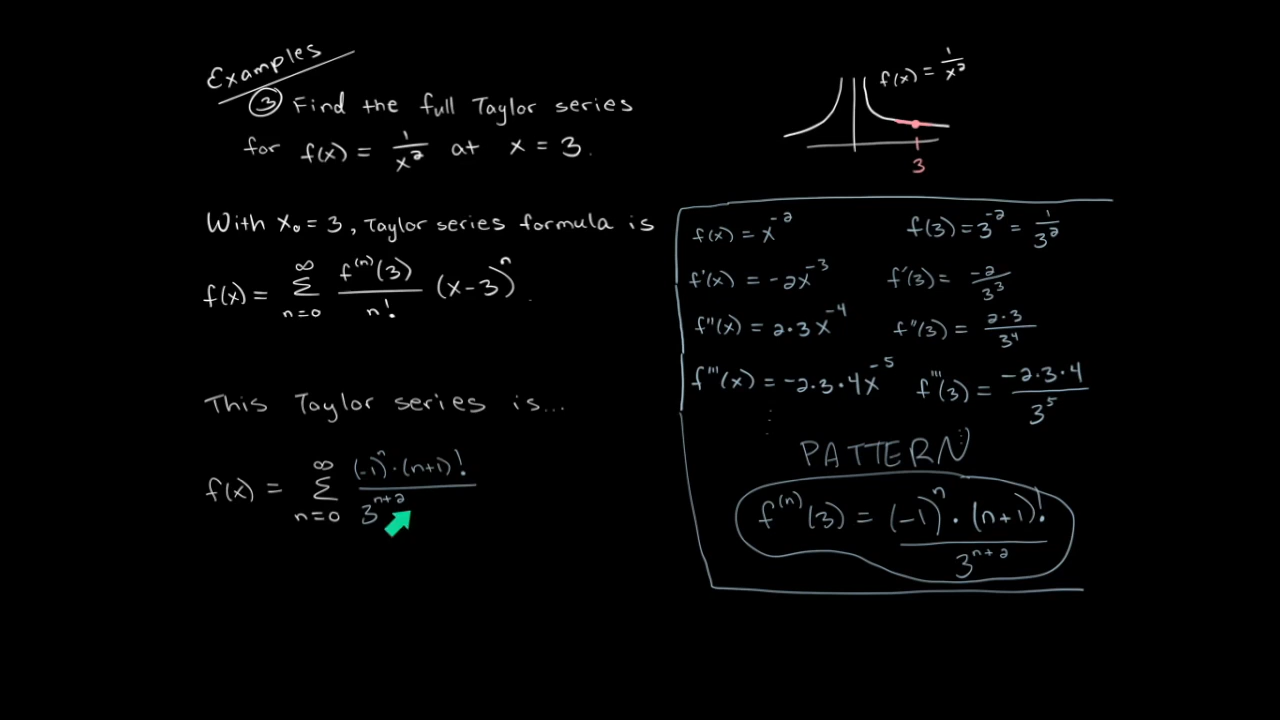 Examples
③ Find the full Taylor series
for f(x) = 1/x² at x = 3.
With x₀ = 3, Taylor series formula is
f(x) = ∞ Σ n=0 f⁽ⁿ⁾(3)/n! (x-3)ⁿ.
This Taylor series is...
f(x) = ∞ Σ n=0 (-1)ⁿ·(n+1)!/3ⁿ⁺²
f(x) = 1/x²
3
f(x) = x⁻² f(3) = 3⁻² = 1/3²
f'(x) = -2x⁻³ f'(3) = -2/3³
f''(x) = 2·3x⁻⁴ f''(3) = 2·3/3⁴
f'''(x) = -2·3·4x⁻⁵ f'''(3) = -2·3·4/3⁵
⋮ ⋮
PATTERN
f⁽ⁿ⁾(3) = (-1)ⁿ·(n+1)!/3ⁿ⁺²